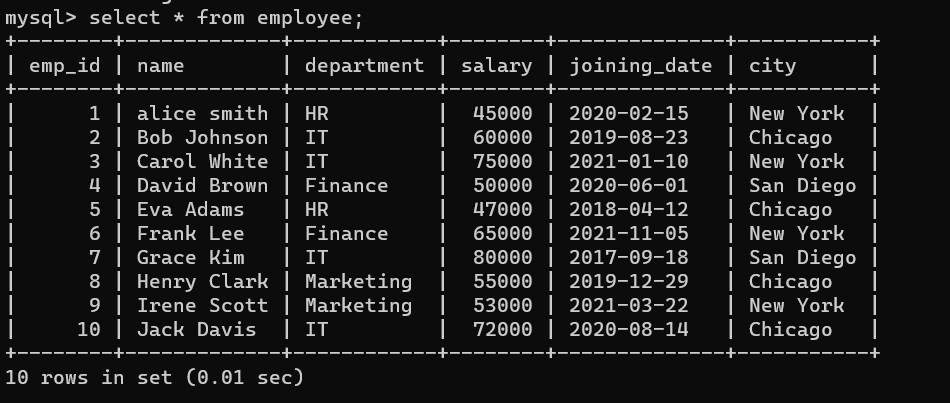 mysql> select * from employee;
+--------+-------------+------------+--------+--------------+-----------+
| emp_id | name        | department | salary | joining_date | city      |
+--------+-------------+------------+--------+--------------+-----------+
|      1 | alice smith | HR         |  45000 | 2020-02-15   | New York  |
|      2 | Bob Johnson | IT         |  60000 | 2019-08-23   | Chicago   |
|      3 | Carol White | IT         |  75000 | 2021-01-10   | New York  |
|      4 | David Brown | Finance    |  50000 | 2020-06-01   | San Diego |
|      5 | Eva Adams   | HR         |  47000 | 2018-04-12   | Chicago   |
|      6 | Frank Lee   | Finance    |  65000 | 2021-11-05   | New York  |
|      7 | Grace Kim   | IT         |  80000 | 2017-09-18   | San Diego |
|      8 | Henry Clark | Marketing  |  55000 | 2019-12-29   | Chicago   |
|      9 | Irene Scott | Marketing  |  53000 | 2021-03-22   | New York  |
|     10 | Jack Davis  | IT         |  72000 | 2020-08-14   | Chicago   |
+--------+-------------+------------+--------+--------------+-----------+
10 rows in set (0.01 sec)